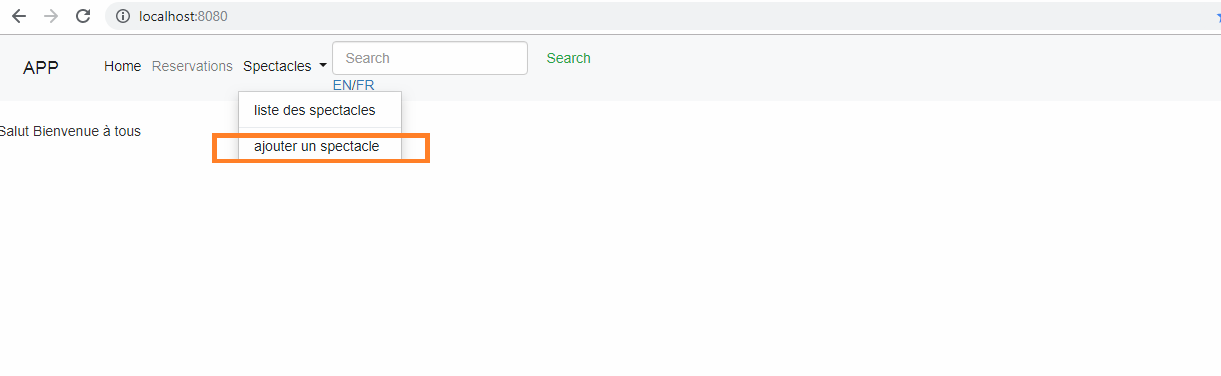 localhost:8080
APP Home Reservations Spectacles Search Search
EN/FR
liste des spectacles
Salut Bienvenue à tous
ajouter un spectacle